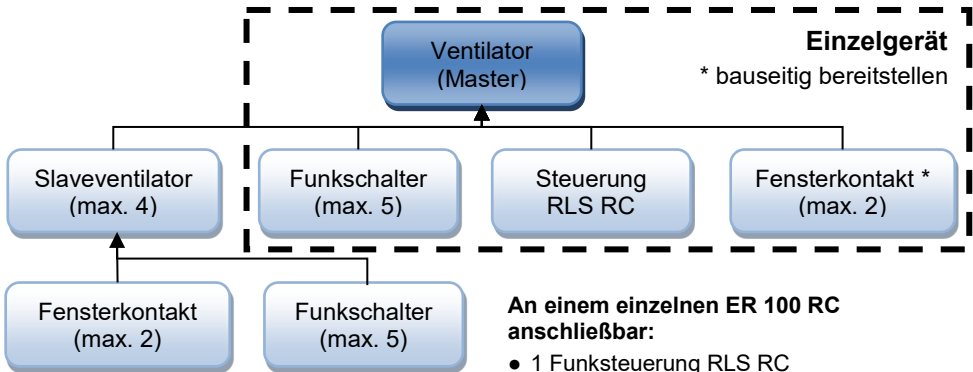 Ventilator
(Master)
Einzelgerät
* bauseitig bereitstellen
Slaveventilator
(max. 4)
Funkschalter
(max. 5)
Steuerung
RLS RC
Fensterkontakt *
(max. 2)
Fensterkontakt
(max. 2)
Funkschalter
(max. 5)
An einem einzelnen ER 100 RC
anschließbar:
● 1 Funksteuerung RLS RC